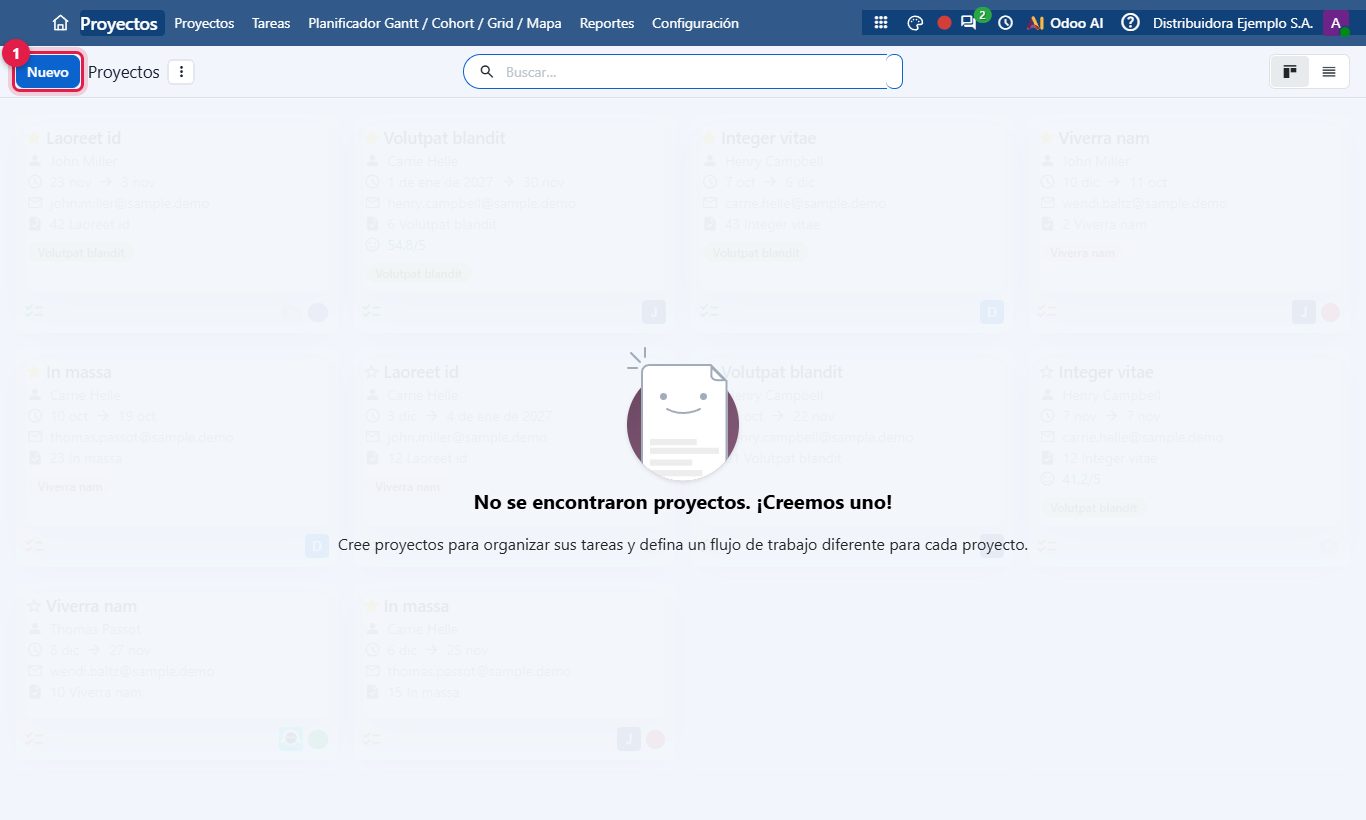 Proyectos Proyectos Tareas Planificador Gantt / Cohort / Grid / Mapa Reportes Configuración 2 Odoo AI Distribuidora Ejemplo S.A. A
1
Nuevo Proyectos Buscar...
Laoreet id Volutpat blandit Integer vitae Viverra nam
John Miller Carrie Helle Henry Campbell John Miller
23 nov → 3 nov 1 de ene de 2027 → 30 nov 7 oct → 6 dic 10 dic → 11 oct
john.miller@sample.demo henry.campbell@sample.demo carrie.helle@sample.demo wendi.baltz@sample.demo
42 Laoreet id 6 Volutpat blandit 43 Integer vitae 2 Viverra nam
Volutpat blandit 54.8/5 Volutpat blandit Viverra nam
Volutpat blandit
J D J
In massa Laoreet id Volutpat blandit Integer vitae
Carrie Helle Carrie Helle Henry Campbell Henry Campbell
10 oct → 19 oct 3 dic → 4 de ene de 2027 oct → 22 nov 7 nov → 7 nov
thomas.passot@sample.demo john.miller@sample.demo nry.campbell@sample.demo carrie.helle@sample.demo
23 In massa 12 Laoreet id Volutpat blandit 12 Integer vitae
Viverra nam Viverra nam 41.2/5
No se encontraron proyectos. ¡Creemos uno!
Volutpat blandit
D Cree proyectos para organizar sus tareas y defina un flujo de trabajo diferente para cada proyecto.
Viverra nam In massa
Thomas Passot Carrie Helle
8 dic → 27 nov 6 dic → 25 nov
wendi.baltz@sample.demo thomas.passot@sample.demo
10 Viverra nam 15 In massa
J